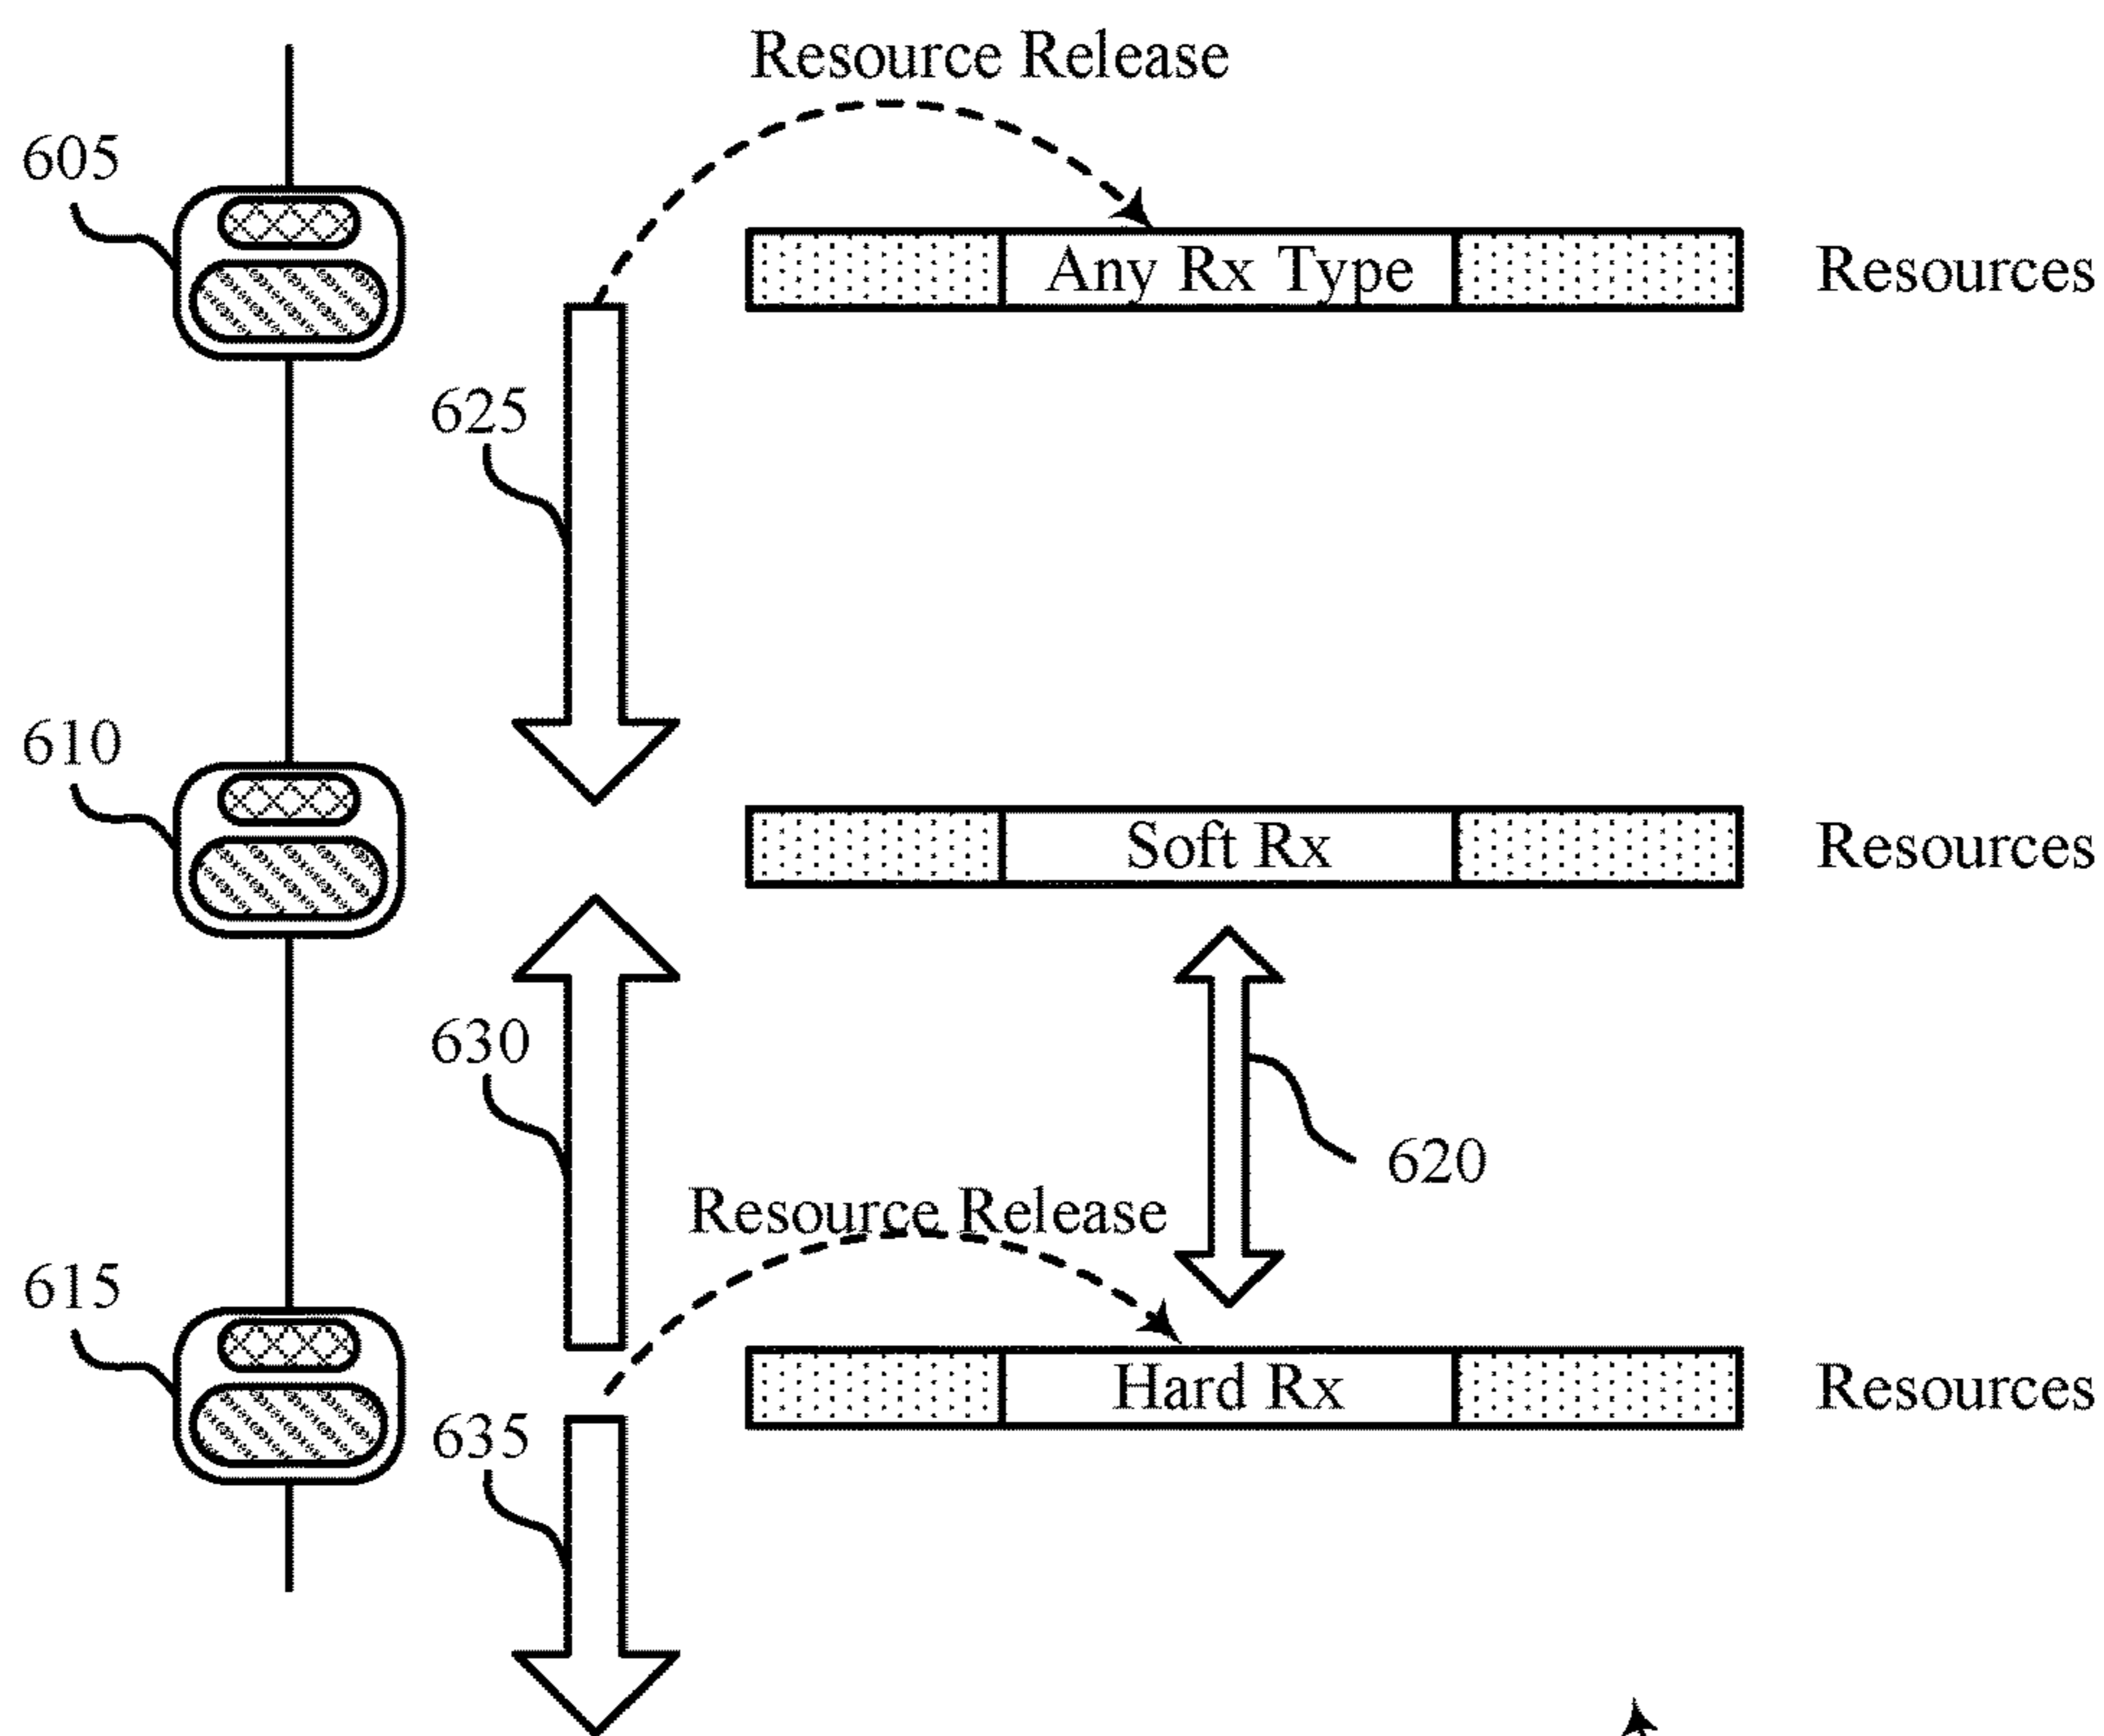 Resource Release
605
Any Rx Type
Resources
625
610
Soft Rx
Resources
630
620
Resource Release
615
Hard Rx
Resources
635